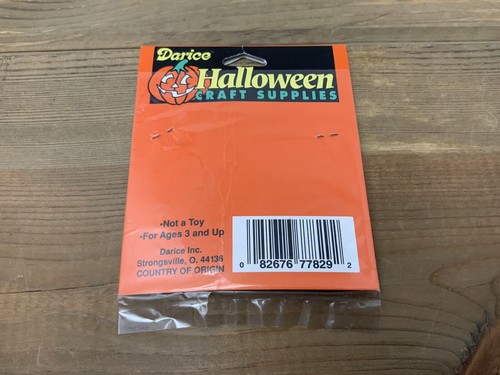 Darice
Halloween
CRAFT SUPPLIES
•Not a Toy
•For Ages 3 and Up
Darice Inc.
Strongsville, O. 44136
COUNTRY OF ORIGIN
0 82676 77829 2